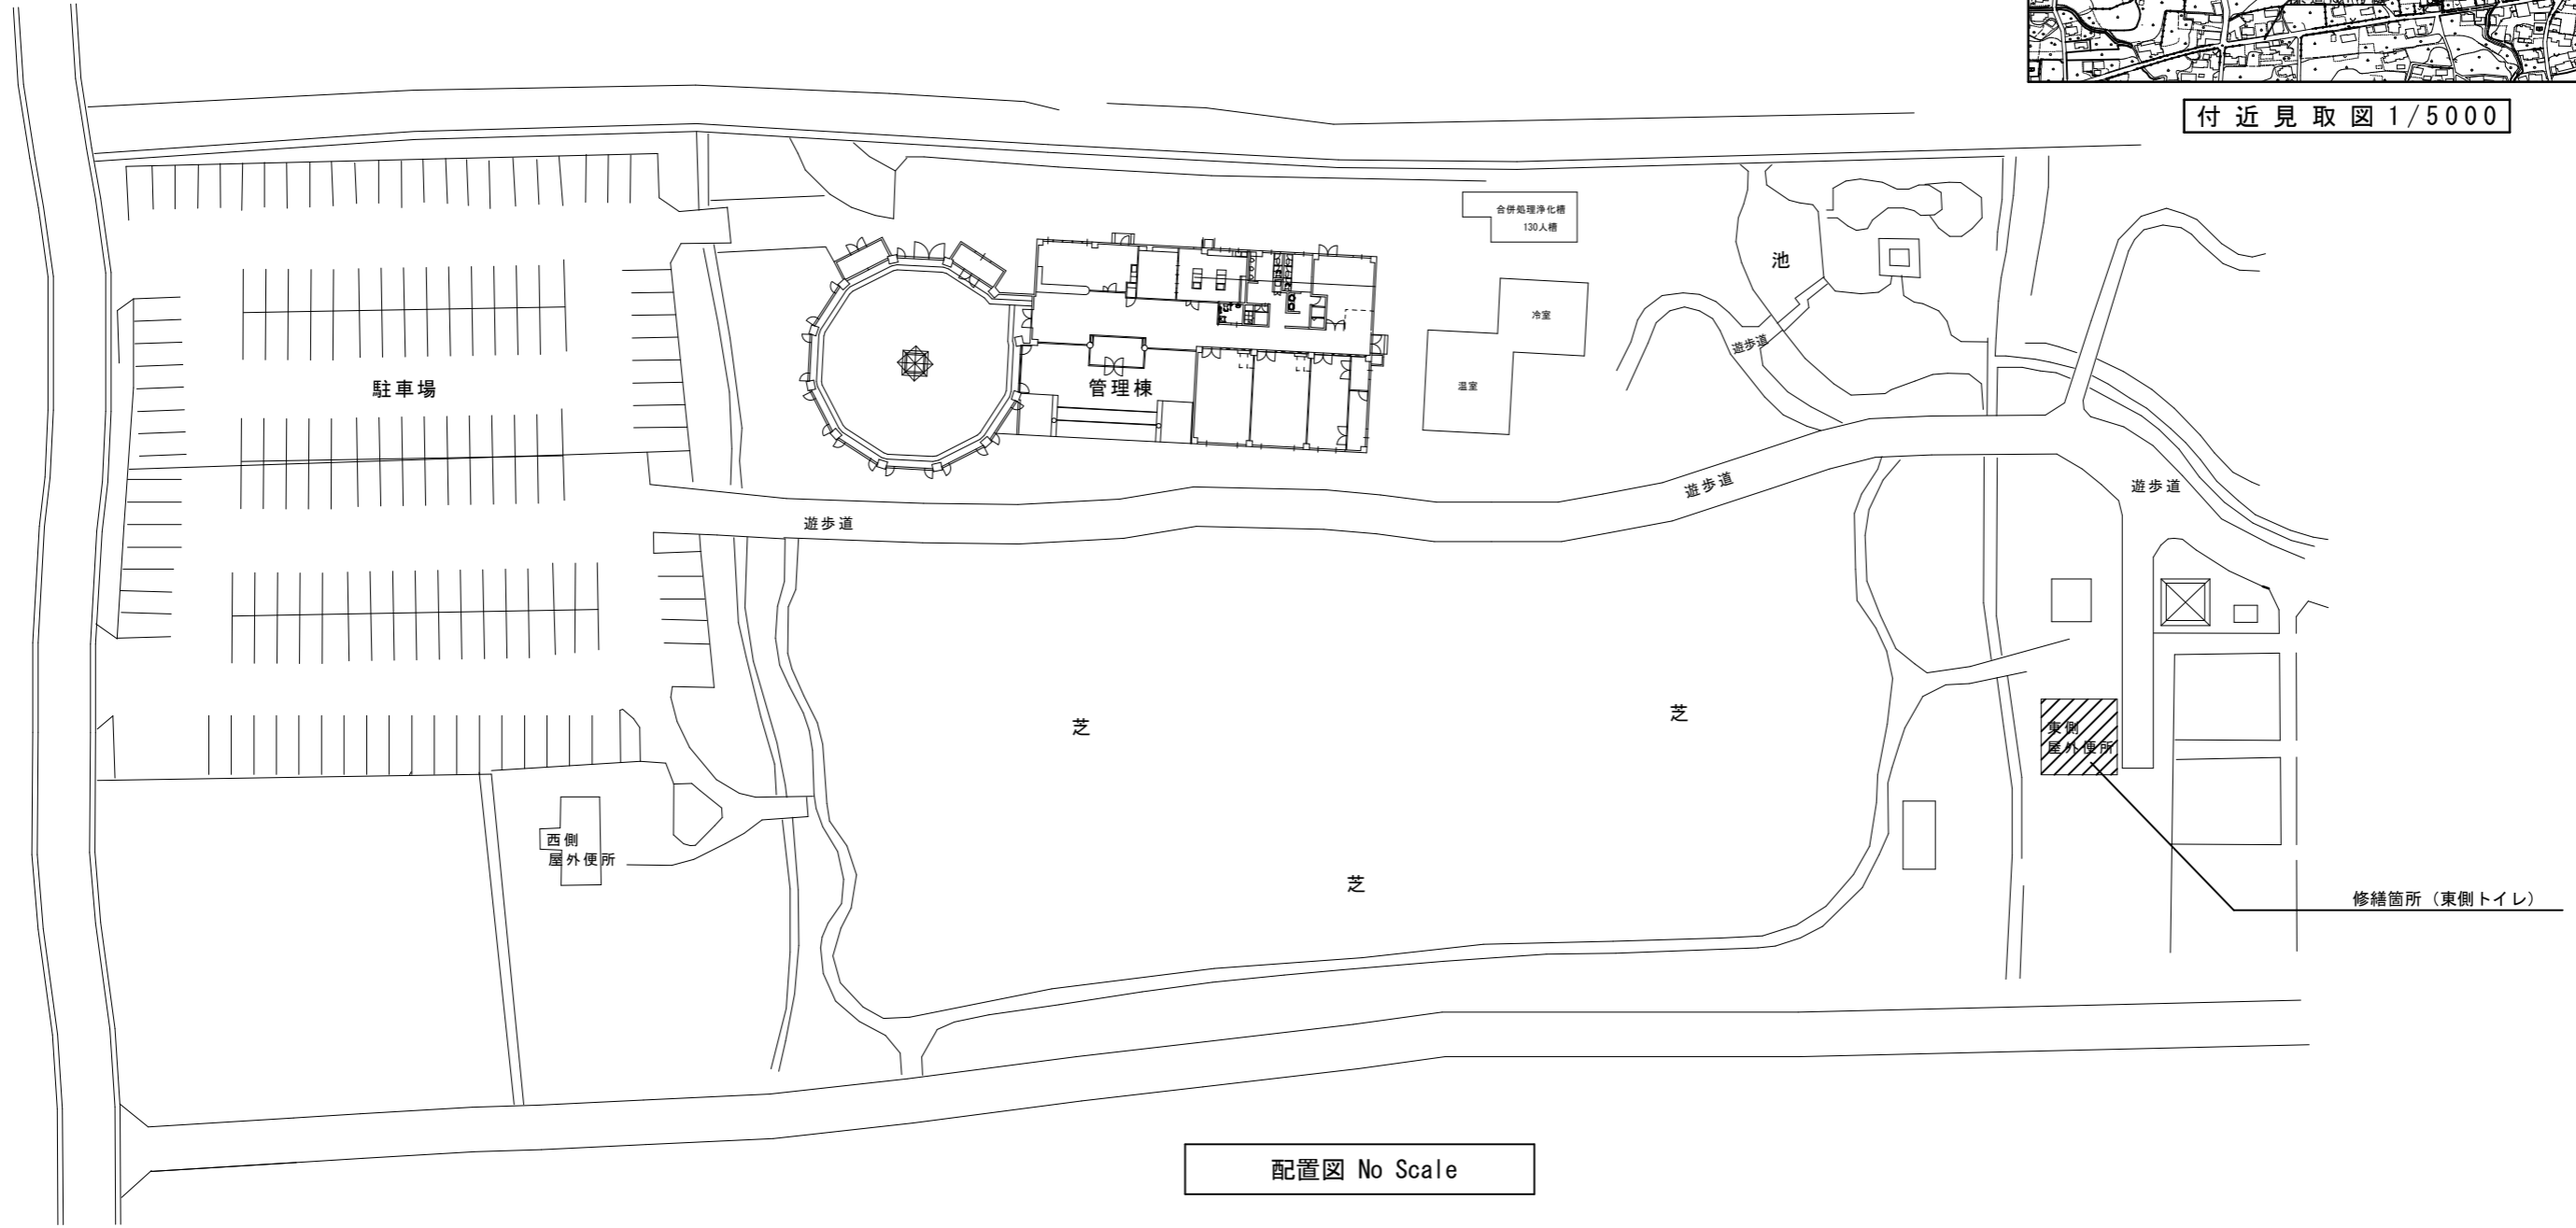 付近見取図 1/5000
合併処理浄化槽
130人槽
池
冷室
遊歩道
温室
駐車場
管理棟
遊歩道
遊歩道
遊歩道
芝
芝
東側
屋外便所
西側
屋外便所
芝
修繕箇所（東側トイレ）
配置図 No Scale